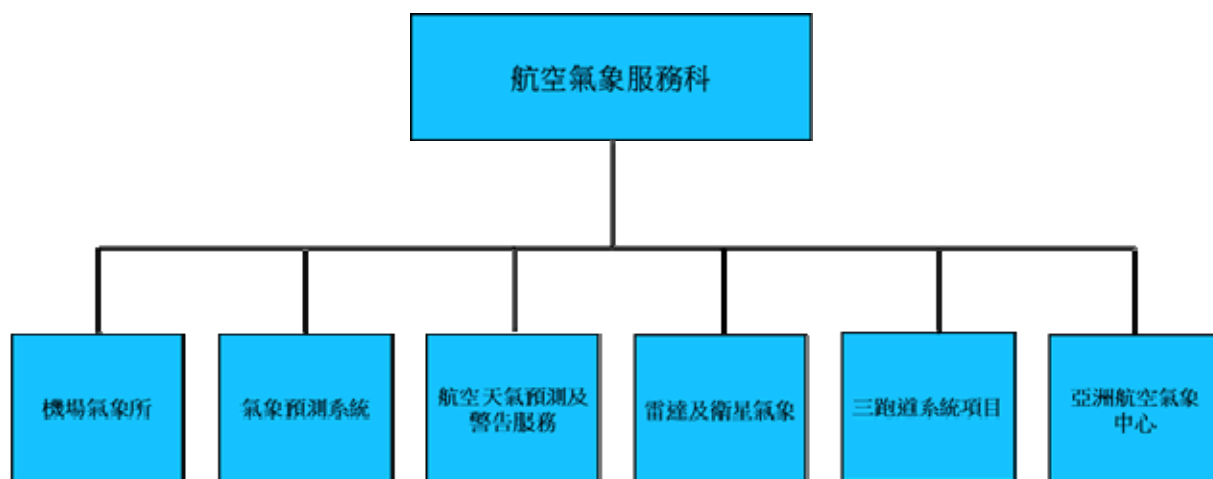 航空氣象服務科
機場氣象所
氣象預測系統
航空天氣預測及
警告服務
雷達及衛星氣象
三跑道系統項目
亞洲航空氣象
中心